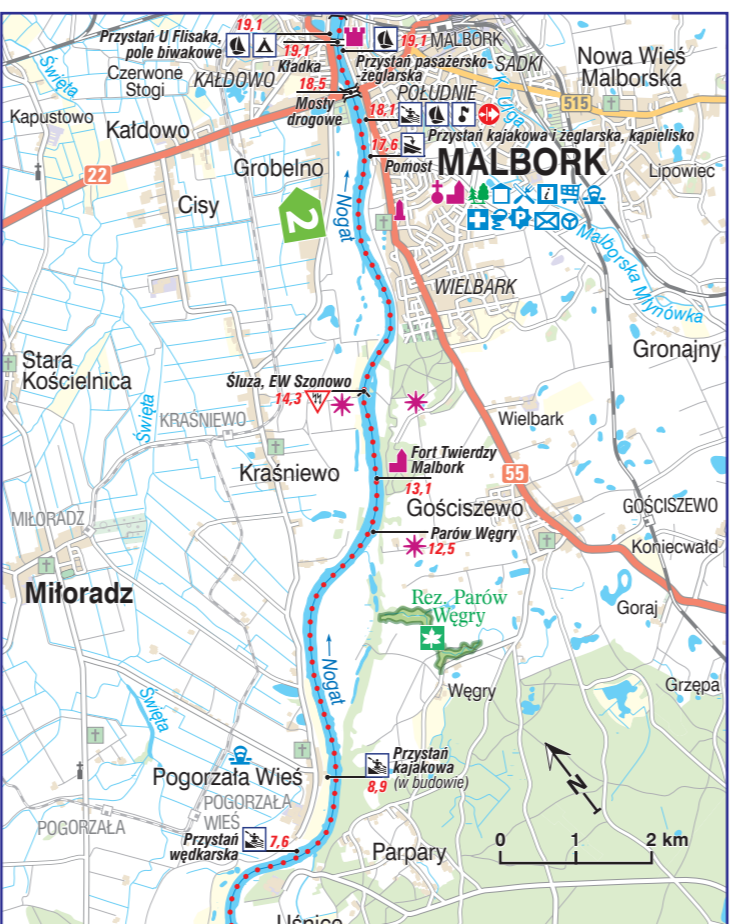 19,1
Przystań U Flisaka,
pole biwakowe
19,1
Kładka
19,1 MALBORK
Przystań pasażersko-
-żeglarska
SADKI
Nowa Wieś
Malborska
Święta
Czerwone
Stogi
KAŁDOWO
18,5
Mosty
drogowe
POŁUDNIE
18,1
515
Kapustowo
Kałdowo
Przystań kajakowa i żeglarska, kąpielisko
17,6
Pomost
MALBORK
22
Grobelno
Lipowiec
Cisy
2
Nogat
i
P
Malborska Młynówka
WIELBARK
Gronajny
Stara
Kościelnica
Śluza, EW Szonowo
14,3
Święta
KRAŚNIEWO
Wielbark
Kraśniewo
Fort Twierdzy
Malbork
13,1
55
Gościszewo
GOŚCISZEWO
MIŁORADZ
Parów Węgry
12,5
Koniecwałd
Miłoradz
Rez. Parów
Węgry
Goraj
Nogat
Węgry
Grzępa
Święta
N
Pogorzała Wieś
Przystań
kajakowa
(w budowie)
8,9
POGORZAŁA
WIEŚ
POGORZAŁA
Przystań
wędkarska
7,6
Parpary
0 1 2 km
Uśnice